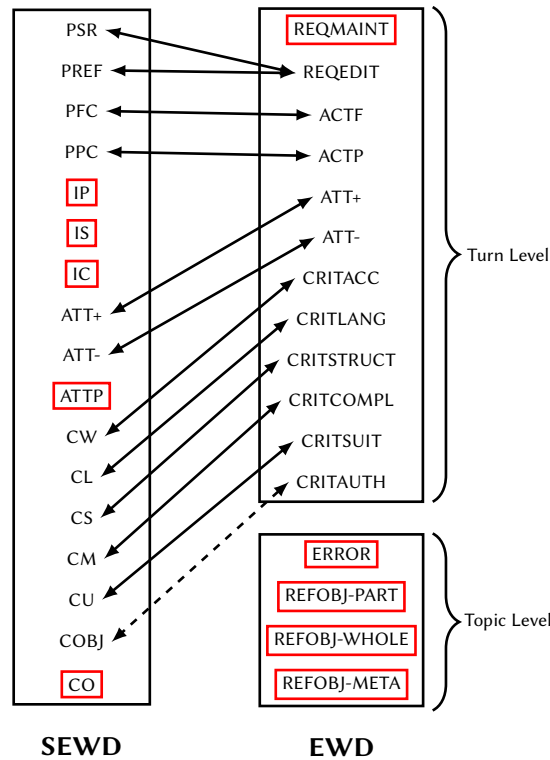 PSR
PREF
PFC
PPC
IP
IS
IC
ATT+
ATT-
ATTP
CW
CL
CS
CM
CU
COBJ
CO
SEWD
REQMAINT
REQEDIT
ACTF
ACTP
ATT+
ATT-
CRITACC
CRITLANG
CRITSTRUCT
CRITCOMPL
CRITSUIT
CRITAUTH
Turn Level
ERROR
REFOBJ-PART
REFOBJ-WHOLE
REFOBJ-META
Topic Level
EWD